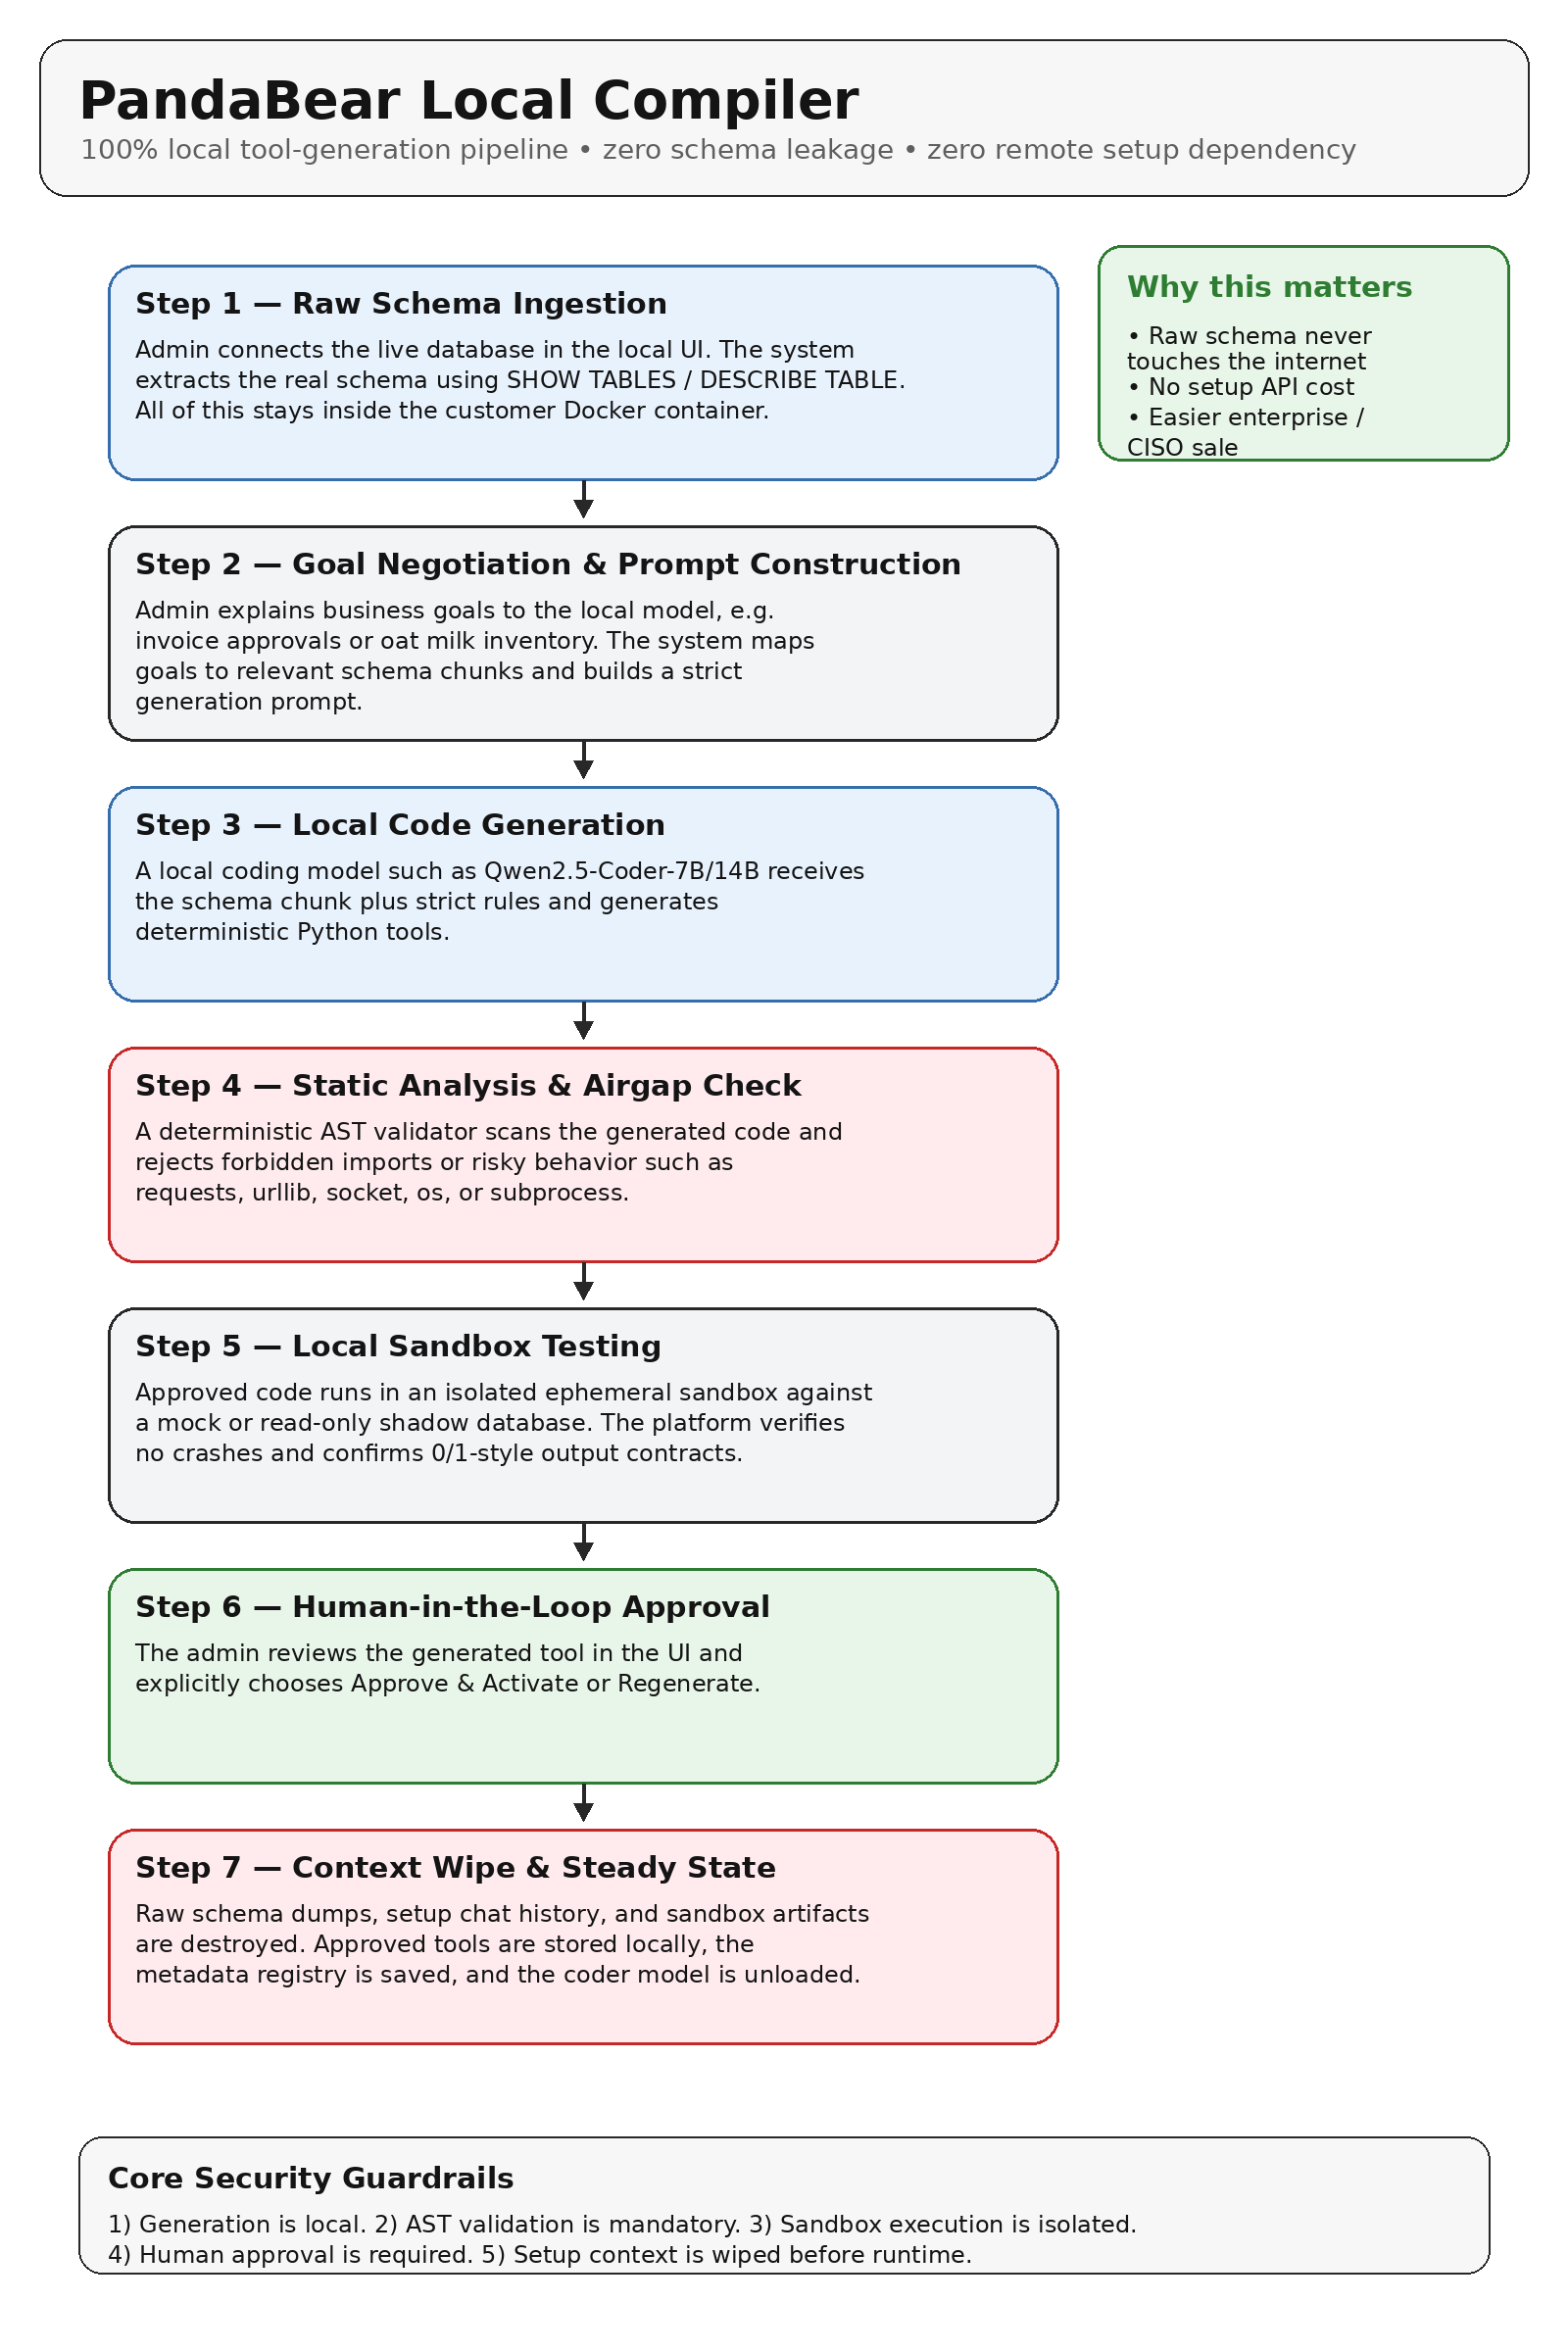 PandaBear Local Compiler
100% local tool-generation pipeline • zero schema leakage • zero remote setup dependency
Step 1 — Raw Schema Ingestion
Admin connects the live database in the local UI. The system
extracts the real schema using SHOW TABLES / DESCRIBE TABLE.
All of this stays inside the customer Docker container.
Why this matters
• Raw schema never
touches the internet
• No setup API cost
• Easier enterprise /
CISO sale
Step 2 — Goal Negotiation & Prompt Construction
Admin explains business goals to the local model, e.g.
invoice approvals or oat milk inventory. The system maps
goals to relevant schema chunks and builds a strict
generation prompt.
Step 3 — Local Code Generation
A local coding model such as Qwen2.5-Coder-7B/14B receives
the schema chunk plus strict rules and generates
deterministic Python tools.
Step 4 — Static Analysis & Airgap Check
A deterministic AST validator scans the generated code and
rejects forbidden imports or risky behavior such as
requests, urllib, socket, os, or subprocess.
Step 5 — Local Sandbox Testing
Approved code runs in an isolated ephemeral sandbox against
a mock or read-only shadow database. The platform verifies
no crashes and confirms 0/1-style output contracts.
Step 6 — Human-in-the-Loop Approval
The admin reviews the generated tool in the UI and
explicitly chooses Approve & Activate or Regenerate.
Step 7 — Context Wipe & Steady State
Raw schema dumps, setup chat history, and sandbox artifacts
are destroyed. Approved tools are stored locally, the
metadata registry is saved, and the coder model is unloaded.
Core Security Guardrails
1) Generation is local. 2) AST validation is mandatory. 3) Sandbox execution is isolated.
4) Human approval is required. 5) Setup context is wiped before runtime.